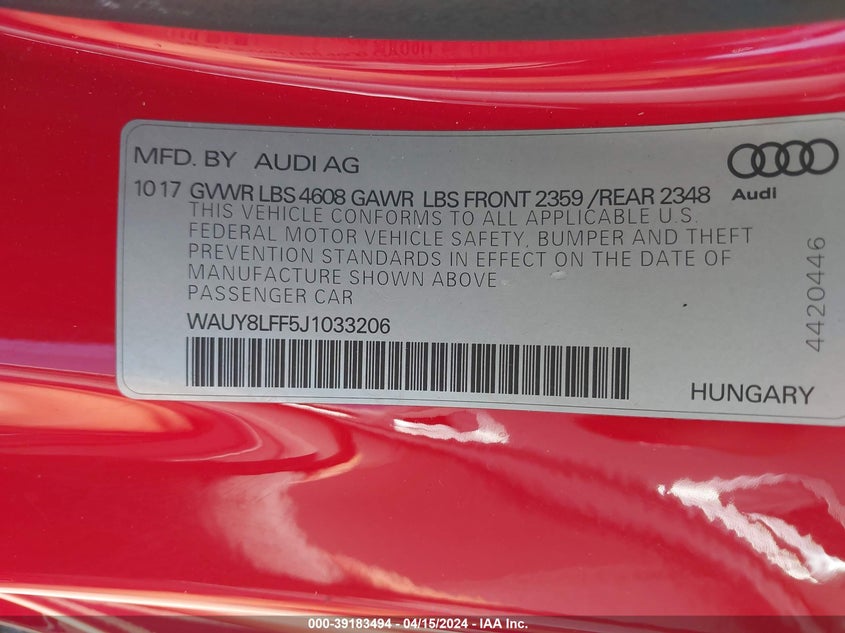 MFD. BY AUDI AG
Audi
10 17 GVWR LBS 4608 GAWR LBS FRONT 2359 /REAR 2348
THIS VEHICLE CONFORMS TO ALL APPLICABLE U.S.
FEDERAL MOTOR VEHICLE SAFETY, BUMPER AND THEFT
PREVENTION STANDARDS IN EFFECT ON THE DATE OF
MANUFACTURE SHOWN ABOVE
PASSENGER CAR
WAUY8LFF5J1033206
4420446
HUNGARY
000-39183494 - 04/15/2024 - IAA Inc.